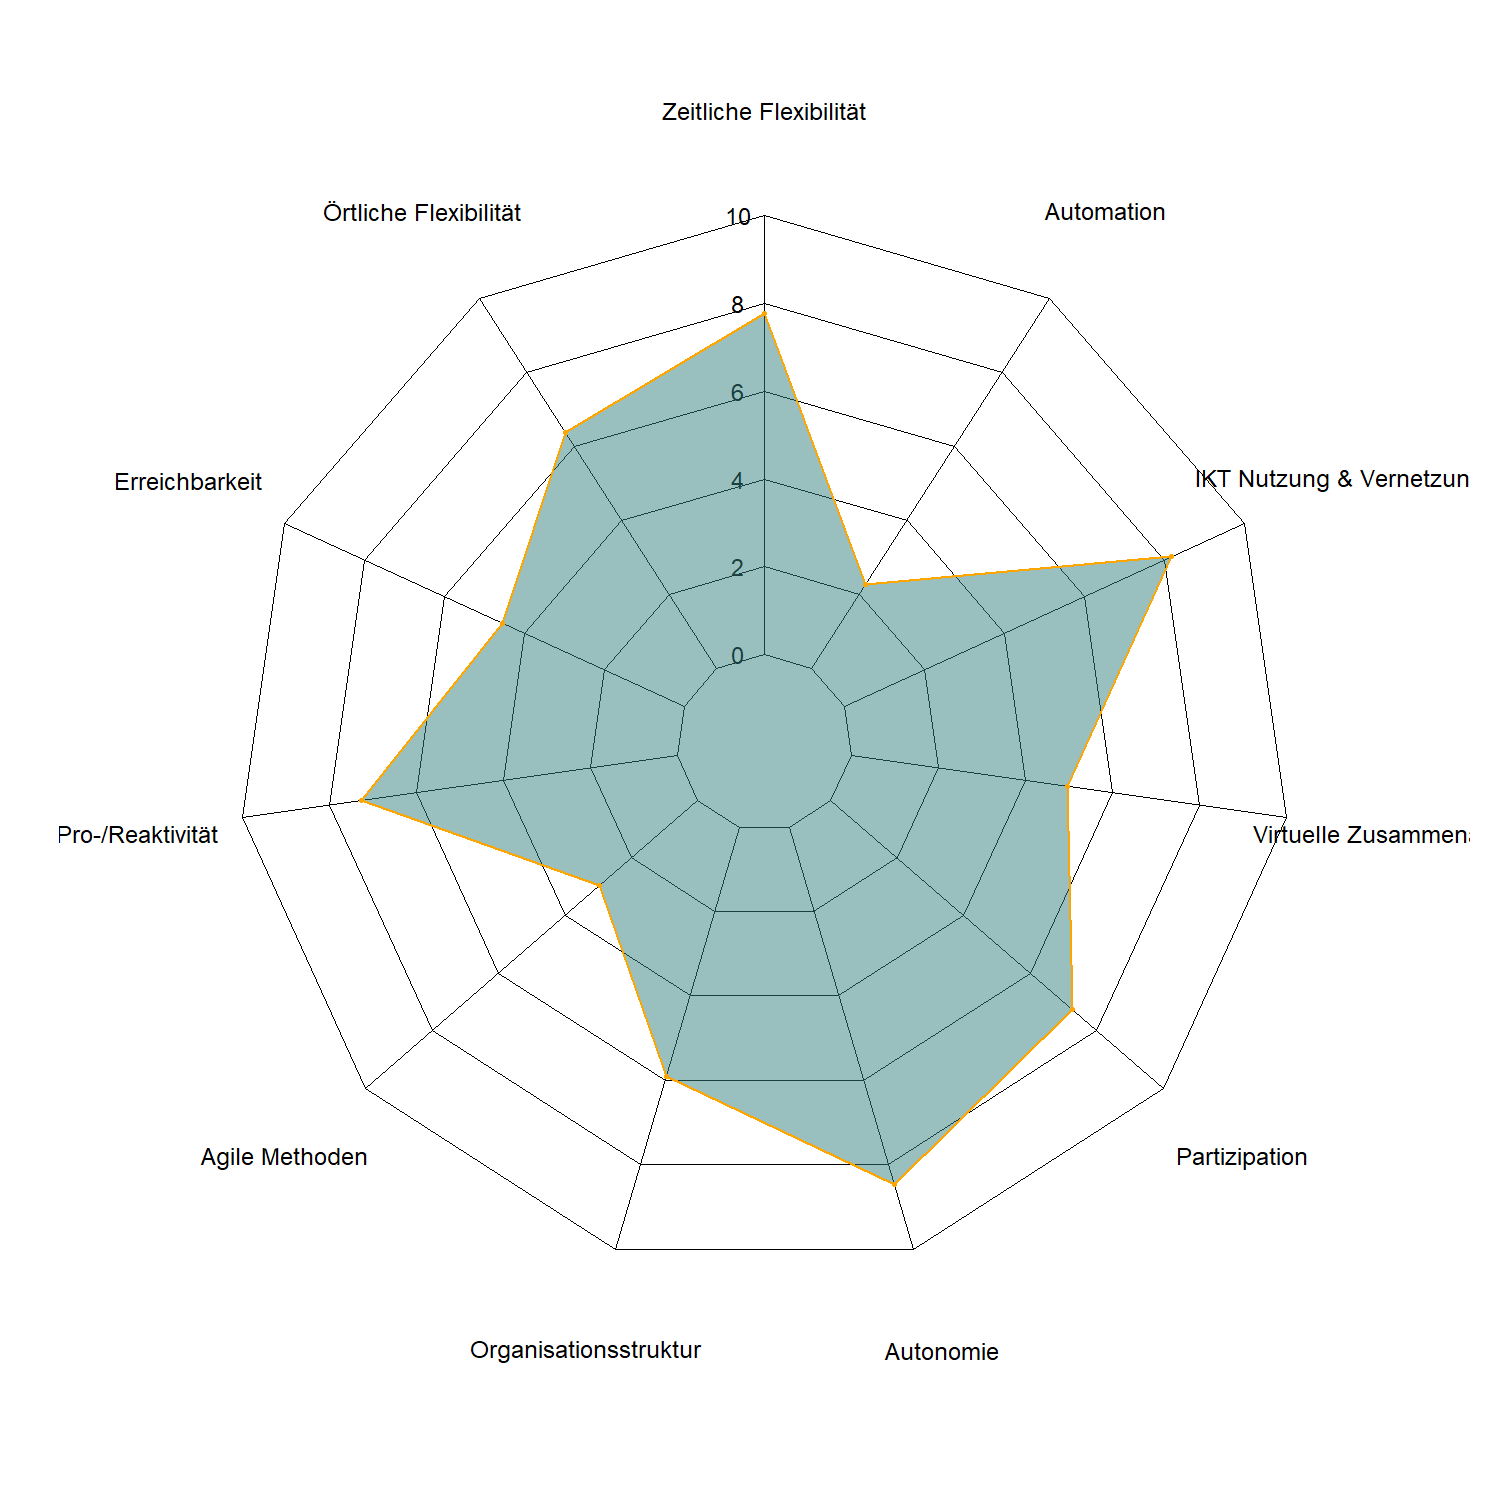 Zeitliche Flexibilität
Örtliche Flexibilität
Automation
10
8
6
4
2
0
Erreichbarkeit
IKT Nutzung & Vernetzun
Pro-/Reaktivität
Virtuelle Zusammena
Agile Methoden
Partizipation
Organisationsstruktur
Autonomie